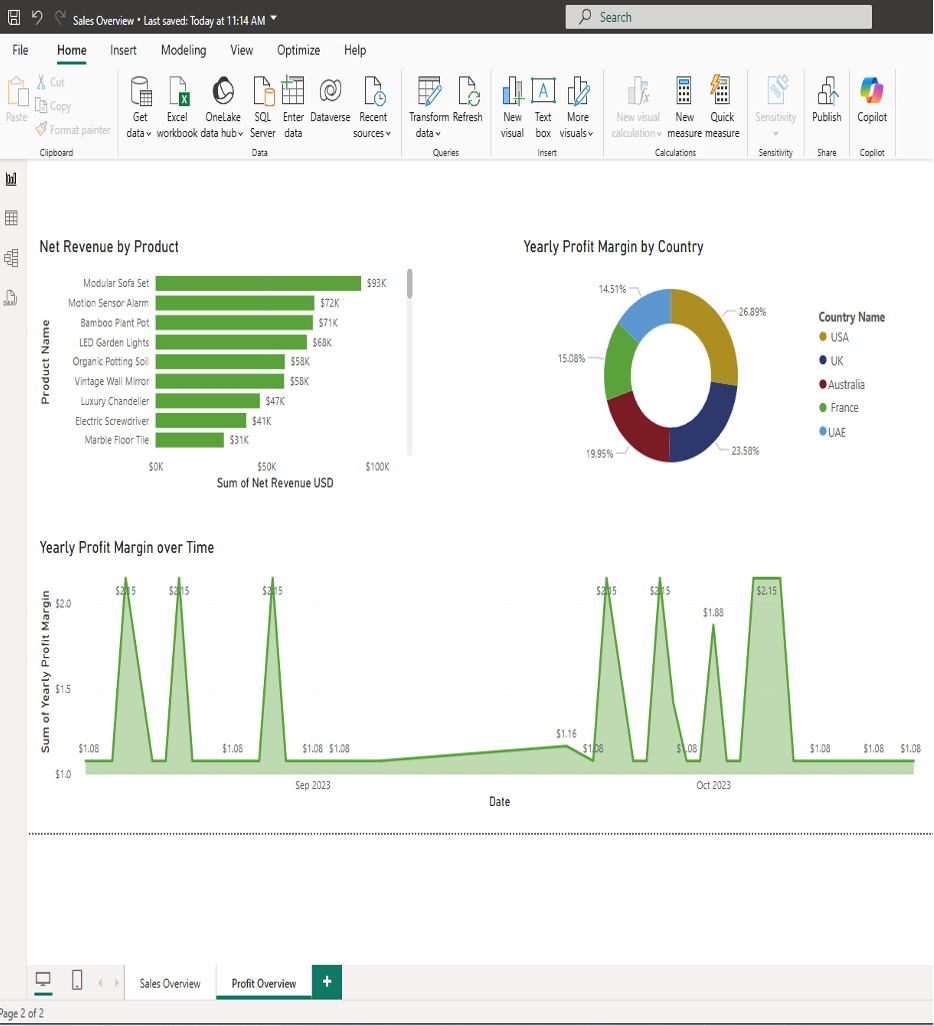 Sales Overview • Last saved: Today at 11:14 AM
Search
File Home Insert Modeling View Optimize Help
Paste
Cut
Copy
Format painter
Get data
Excel workbook
OneLake data hub
SQL Server
Enter data
Dataverse
Recent sources
Transform data
Refresh
New visual
Text box
More visuals
New visual calculation
New measure
Quick measure
Sensitivity
Publish
Copilot
Clipboard Data Queries Insert Calculations Sensitivity Share Copilot
DAX
Net Revenue by Product
Product Name
Modular Sofa Set $93K
Motion Sensor Alarm $72K
Bamboo Plant Pot $71K
LED Garden Lights $68K
Organic Potting Soil $58K
Vintage Wall Mirror $58K
Luxury Chandelier $47K
Electric Screwdriver $41K
Marble Floor Tile $31K
$0K $50K $100K
Sum of Net Revenue USD
Yearly Profit Margin by Country
14.51%
26.89%
15.08%
19.95%
23.58%
Country Name
USA
UK
Australia
France
UAE
Yearly Profit Margin over Time
Sum of Yearly Profit Margin
$2.0
$1.5
$1.0
$2.15 $2.15 $2.15 $2.15 $2.15 $2.15
$1.88
$1.16
$1.08 $1.08 $1.08 $1.08 $1.08 $1.08 $1.08 $1.08 $1.08
Sep 2023 Oct 2023
Date
Sales Overview Profit Overview +
Page 2 of 2